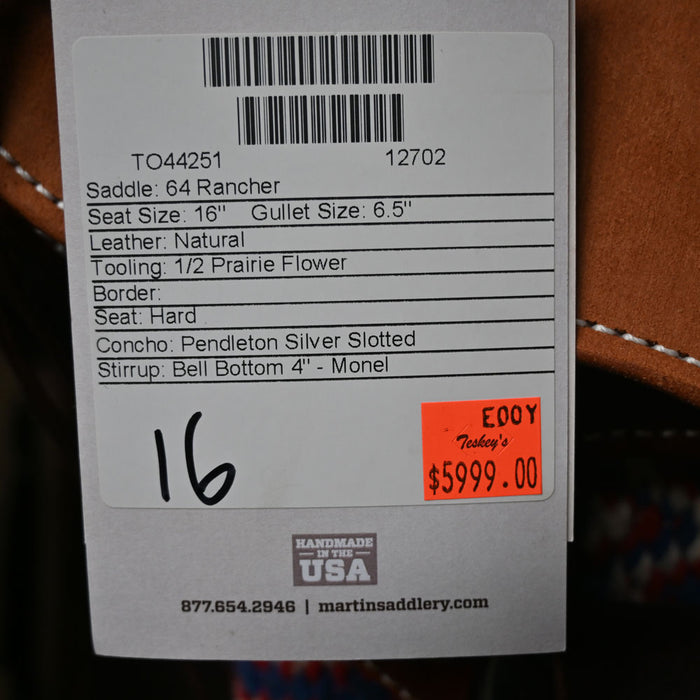 TO44251 12702
Saddle: 64 Rancher
Seat Size: 16" Gullet Size: 6.5"
Leather: Natural
Tooling: 1/2 Prairie Flower
Border:
Seat: Hard
Concho: Pendleton Silver Slotted
Stirrup: Bell Bottom 4" - Monel
16
EOOY
Teskey's
$5999.00
HANDMADE
IN THE
USA
877.654.2946 | martinsaddlery.com